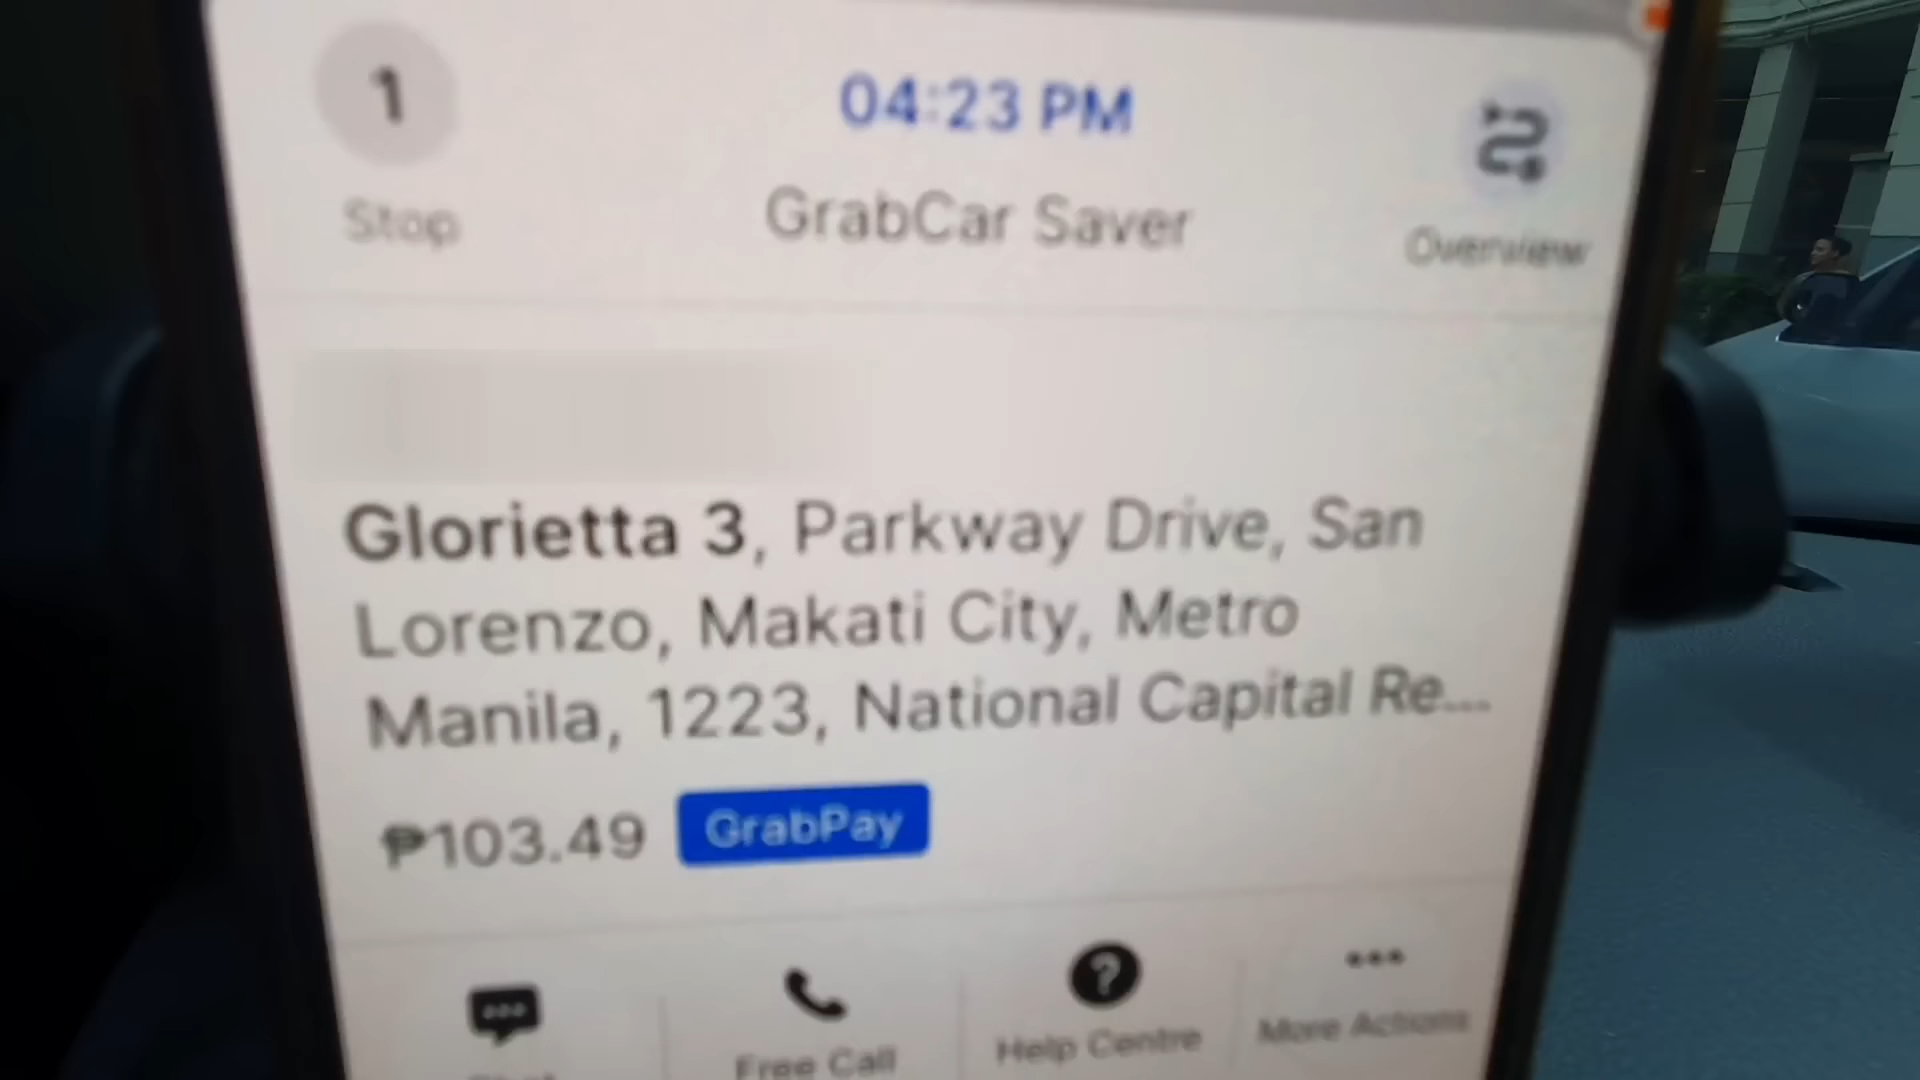 1
04:23 PM
Stop
GrabCar Saver
Overview
Glorietta 3, Parkway Drive, San
Lorenzo, Makati City, Metro
Manila, 1223, National Capital Re...
₱103.49 GrabPay
Free Call
Help Centre
More Actions